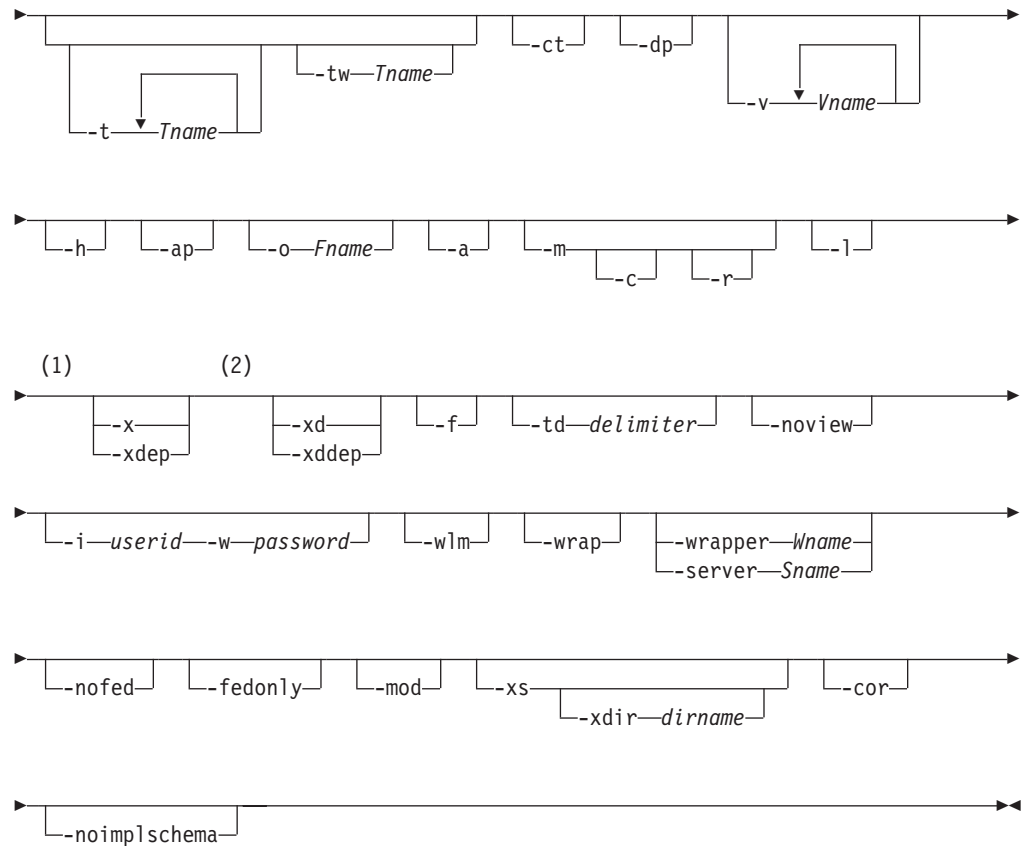 -tw Tname -ct -dp
-t Tname -v Vname
-h -ap -o Fname -a -m -l
-c -r
(1) (2)
-x -xd -f -td delimiter -noview
-xdep -xddep
-i userid -w password -wlm -wrap -wrapper Wname
-server Sname
-nofed -fedonly -mod -xs -cor
-xdir dirname
-noimplschema